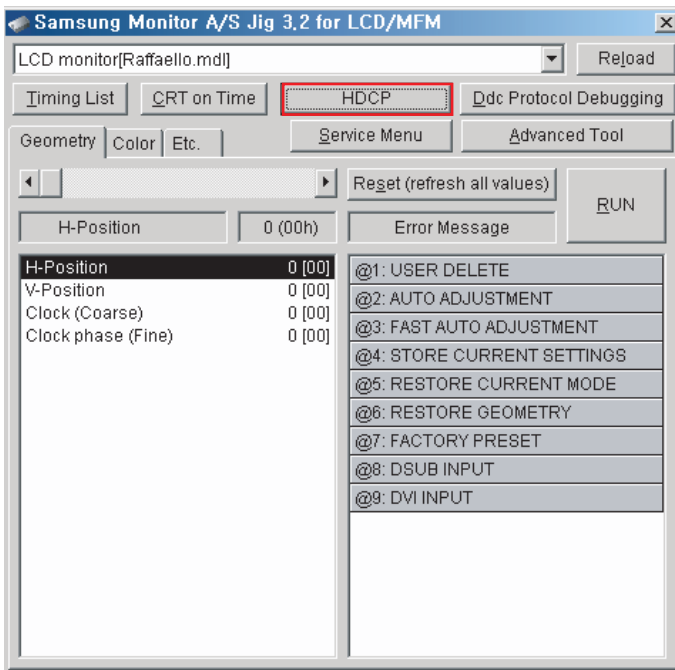 Samsung Monitor A/S Jig 3,2 for LCD/MFM
LCD monitor[Raffaello.mdl]
Reload
Timing List
CRT on Time
HDCP
Ddc Protocol Debugging
Geometry
Color
Etc.
Service Menu
Advanced Tool
Reset (refresh all values)
RUN
H-Position
0 (00h)
Error Message
H-Position 0 [00]
V-Position 0 [00]
Clock (Coarse) 0 [00]
Clock phase (Fine) 0 [00]
@1: USER DELETE
@2: AUTO ADJUSTMENT
@3: FAST AUTO ADJUSTMENT
@4: STORE CURRENT SETTINGS
@5: RESTORE CURRENT MODE
@6: RESTORE GEOMETRY
@7: FACTORY PRESET
@8: DSUB INPUT
@9: DVI INPUT